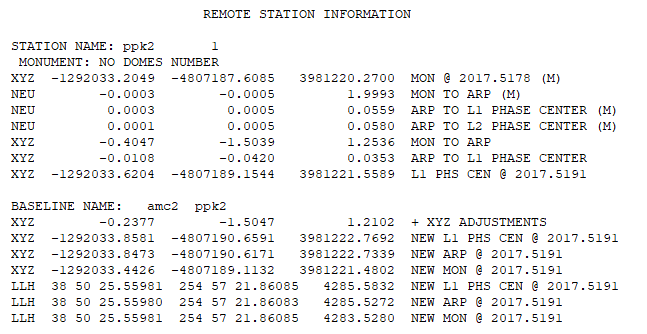 REMOTE STATION INFORMATION
STATION NAME: ppk2 1
MONUMENT: NO DOMES NUMBER
XYZ -1292033.2049 -4807187.6085 3981220.2700 MON @ 2017.5178 (M)
NEU -0.0003 -0.0005 1.9993 MON TO ARP (M)
NEU 0.0003 0.0005 0.0559 ARP TO L1 PHASE CENTER (M)
NEU 0.0001 0.0005 0.0580 ARP TO L2 PHASE CENTER (M)
XYZ -0.4047 -1.5039 1.2536 MON TO ARP
XYZ -0.0108 -0.0420 0.0353 ARP TO L1 PHASE CENTER
XYZ -1292033.6204 -4807189.1544 3981221.5589 L1 PHS CEN @ 2017.5191
BASELINE NAME: amc2 ppk2
XYZ -0.2377 -1.5047 1.2102 + XYZ ADJUSTMENTS
XYZ -1292033.8581 -4807190.6591 3981222.7692 NEW L1 PHS CEN @ 2017.5191
XYZ -1292033.8473 -4807190.6171 3981222.7339 NEW ARP @ 2017.5191
XYZ -1292033.4426 -4807189.1132 3981221.4802 NEW MON @ 2017.5191
LLH 38 50 25.55981 254 57 21.86085 4285.5832 NEW L1 PHS CEN @ 2017.5191
LLH 38 50 25.55980 254 57 21.86083 4285.5272 NEW ARP @ 2017.5191
LLH 38 50 25.55981 254 57 21.86085 4283.5280 NEW MON @ 2017.5191